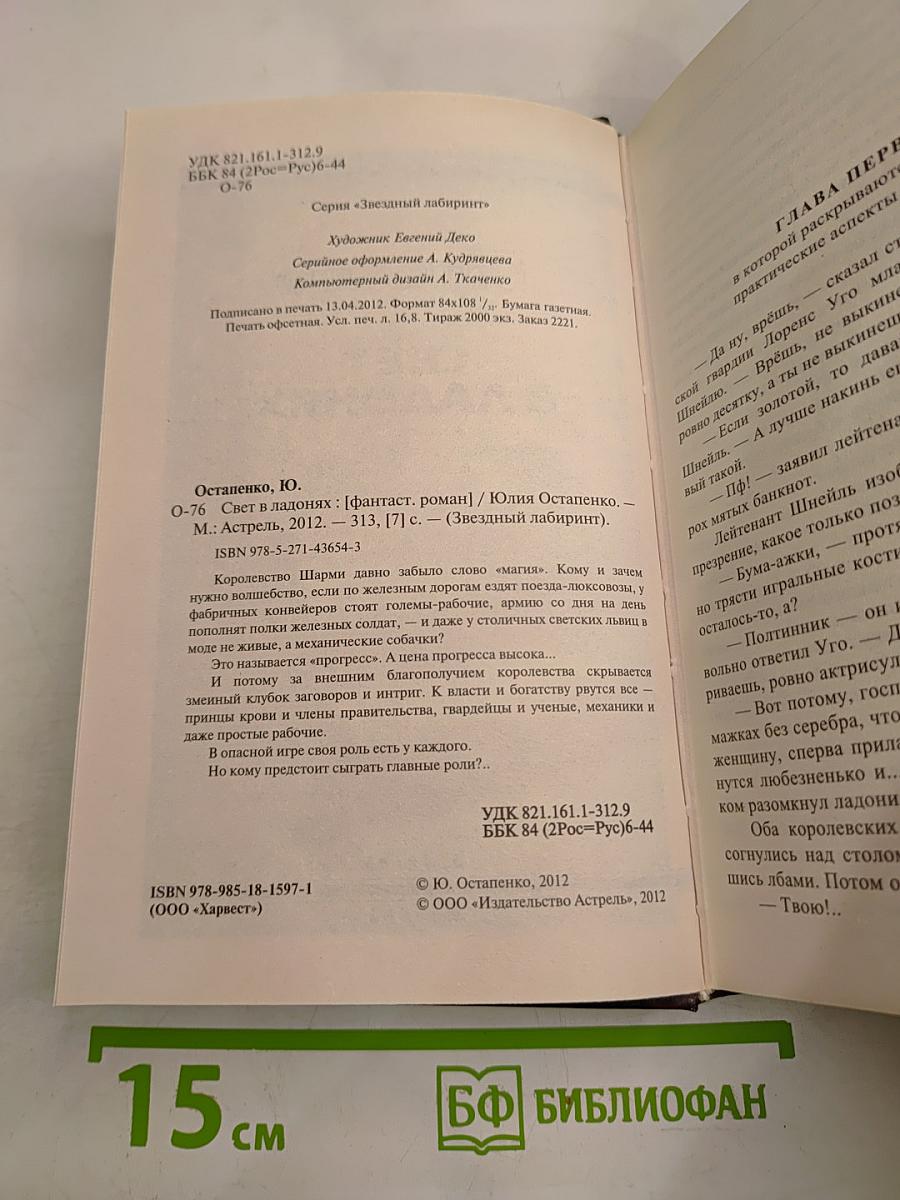 УДК 821.161.1-312.9
ББК 84 (2Рос=Рус)6-44
О-76
Серия «Звездный лабиринт»
Художник Евгений Деко
Серийное оформление А. Кудрявцева
Компьютерный дизайн А. Ткаченко
Подписано в печать 13.04.2012. Формат 84x108 1/32. Бумага газетная.
Печать офсетная. Усл. печ. л. 16,8. Тираж 2000 экз. Заказ 2221.
Остапенко, Ю.
О-76 Свет в ладонях : [фантаст. роман] / Юлия Остапенко. —
М.: Астрель, 2012. — 313, [7] с. — (Звездный лабиринт).
ISBN 978-5-271-43654-3
Королевство Шарми давно забыло слово «магия». Кому и зачем
нужно волшебство, если по железным дорогам ездят поезда-люксовозы, у
фабричных конвейеров стоят големы-рабочие, армию со дня на день
пополнят полки железных солдат, — и даже у столичных светских львиц в
моде не живые, а механические собачки?
Это называется «прогресс». А цена прогресса высока...
И потому за внешним благополучием королевства скрывается
змеиный клубок заговоров и интриг. К власти и богатству рвутся все —
принцы крови и члены правительства, гвардейцы и ученые, механики и
даже простые рабочие.
В опасной игре своя роль есть у каждого.
Но кому предстоит сыграть главные роли?..
УДК 821.161.1-312.9
ББК 84 (2Рос=Рус)6-44
ISBN 978-985-18-1597-1
(ООО «Харвест»)
© Ю. Остапенко, 2012
© ООО «Издательство Астрель», 2012
ГЛАВА ПЕРВ
в которой раскрываютс
практические аспекты
— Да ну, врёшь, — сказал ст
ской гвардии Лоренс Уго мла
Шнейлю. — Врёшь, не выкине
ровно десятку, а ты не выкинеш
— Если золотой, то дава
Шнейль. — А лучше накинь е
вый такой.
— Пф! — заявил лейтена
рох мятых банкнот.
Лейтенант Шнейль изоб
презрение, какое только поз
— Бума-ажки, — протя
но трясти игральные кости
осталось-то, а?
— Полтинник — он и
вольно ответил Уго. — Д
риваешь, ровно актрисул
— Вот потому, госп
мажках без серебра, что
женщину, сперва прила
нутся любезненько и...
ком разомкнул ладони
Оба королевских
согнулись над столом
шись лбами. Потом о
— Твою!..
15 см
БФ БИБЛИОФАН